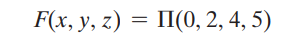 F(x, y, z) = Π(0, 2, 4, 5)